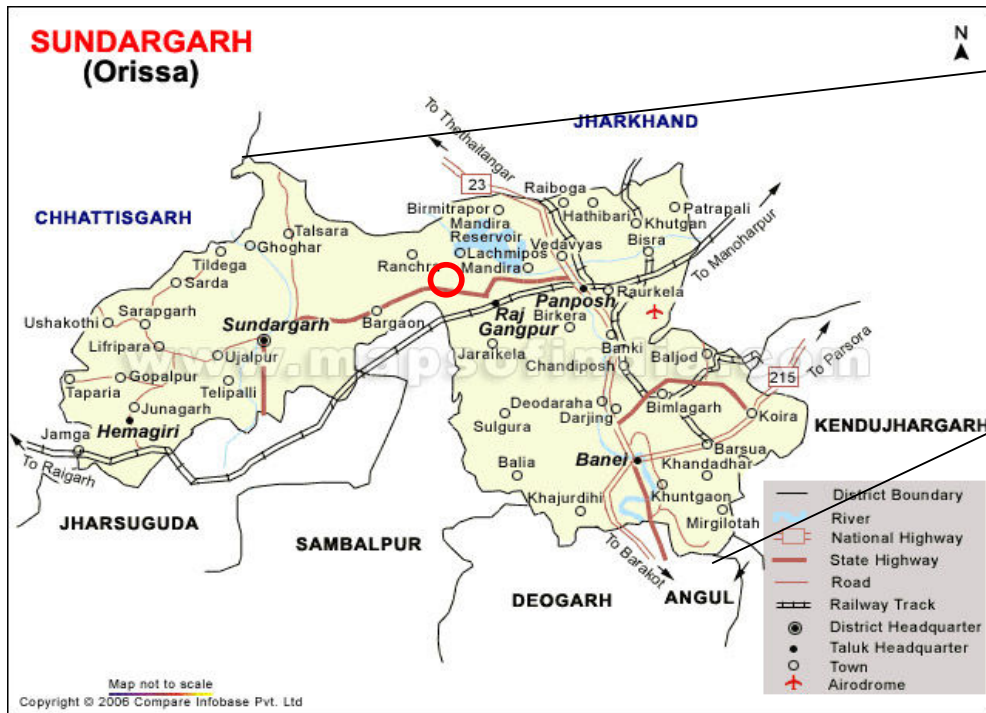 SUNDARGARH
(Orissa)
N
JHARKHAND
To Thethaitangar
23
Raiboga
Birmitrapor
Hathibari
Patrapali
CHHATTISGARH
Talsara
Mandira
Reservoir
Khutgan
Ghoghar
Vedavyas
Bisra
To Manoharpur
Tildega
Ranchra
Lachmipos
Mandira
Sarda
Panposh
Raurkela
Sarapgarh
Bargaon
Raj
Gangpur
Birkera
Ushakothi
Sundargarh
Banki
To Parsora
Lifripara
Ujalpur
Jaraikela
Baljod
www.mapsofindia.com
Chandiposh
215
Taparia
Gopalpur
Telipalli
Junagarh
Deodaraha
Bimlagarh
Hemagiri
Sulgura
Darjing
Koira
KENDUJHARGARH
Jamga
Barsua
To Raigarh
Balia
Banei
Khandadhar
Khajurdihi
Khuntgaon
Mirgilotah
JHARSUGUDA
SAMBALPUR
To Barakot
DEOGARH
ANGUL
District Boundary
River
National Highway
State Highway
Road
Railway Track
District Headquarter
Taluk Headquarter
Town
Airodrome
Map not to scale
Copyright © 2006 Compare Infobase Pvt. Ltd